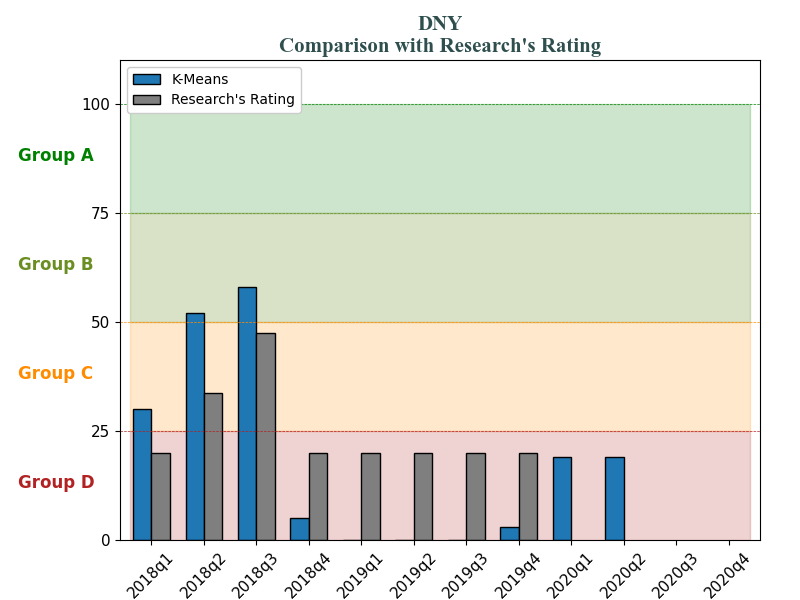 DNY
Comparison with Research's Rating
K-Means
Research's Rating
100
Group A
75
Group B
50
Group C
25
Group D
0
2018q1
2018q2
2018q3
2018q4
2019q1
2019q2
2019q3
2019q4
2020q1
2020q2
2020q3
2020q4